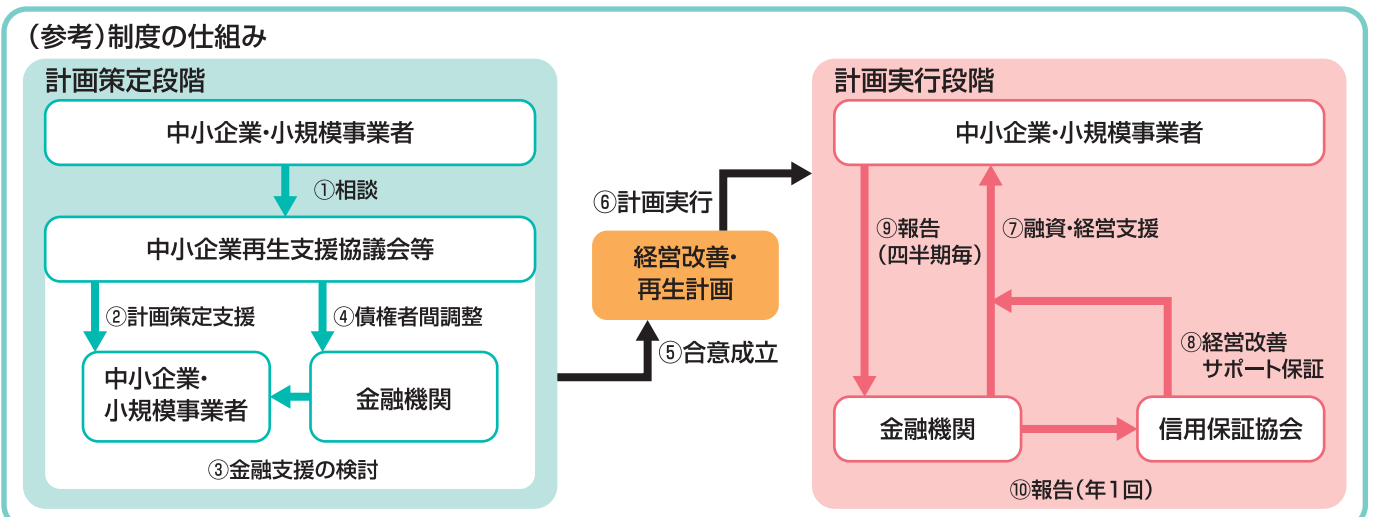 （参考）制度の仕組み
計画策定段階
中小企業・小規模事業者
①相談
中小企業再生支援協議会等
②計画策定支援
④債権者間調整
中小企業・
小規模事業者
金融機関
③金融支援の検討
⑤合意成立
経営改善・
再生計画
⑥計画実行
計画実行段階
中小企業・小規模事業者
⑨報告
（四半期毎）
⑦融資・経営支援
⑧経営改善
サポート保証
金融機関
信用保証協会
⑩報告（年1回）